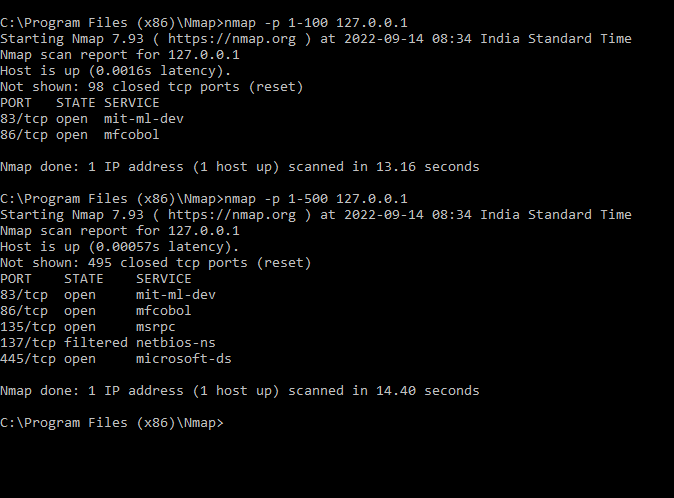 C:\Program Files (x86)\Nmap>nmap -p 1-100 127.0.0.1
Starting Nmap 7.93 ( https://nmap.org ) at 2022-09-14 08:34 India Standard Time
Nmap scan report for 127.0.0.1
Host is up (0.0016s latency).
Not shown: 98 closed tcp ports (reset)
PORT   STATE SERVICE
83/tcp open  mit-ml-dev
86/tcp open  mfcobol
Nmap done: 1 IP address (1 host up) scanned in 13.16 seconds
C:\Program Files (x86)\Nmap>nmap -p 1-500 127.0.0.1
Starting Nmap 7.93 ( https://nmap.org ) at 2022-09-14 08:34 India Standard Time
Nmap scan report for 127.0.0.1
Host is up (0.00057s latency).
Not shown: 495 closed tcp ports (reset)
PORT    STATE    SERVICE
83/tcp  open     mit-ml-dev
86/tcp  open     mfcobol
135/tcp open     msrpc
137/tcp filtered netbios-ns
445/tcp open     microsoft-ds
Nmap done: 1 IP address (1 host up) scanned in 14.40 seconds
C:\Program Files (x86)\Nmap>